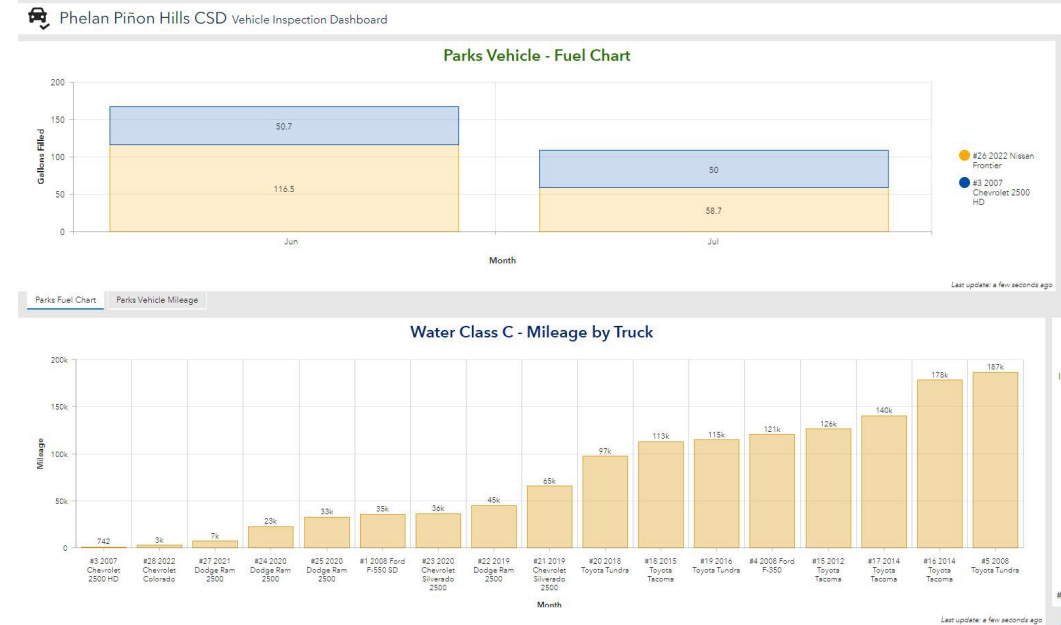 Phelan Piñon Hills CSD Vehicle Inspection Dashboard
Parks Vehicle - Fuel Chart
200
150
100
50
0
Gallons Filled
50.7
116.5
50
58.7
Jun
Jul
Month
#26 2022 Nissan
Frontier
#3 2007
Chevrolet 2500
HD
Last update: a few seconds ago
Parks Fuel Chart
Parks Vehicle Mileage
Water Class C - Mileage by Truck
200k
150k
100k
50k
0
Mileage
742
3k
7k
23k
33k
35k
36k
45k
65k
97k
113k
115k
121k
126k
140k
178k
187k
#3 2007
Chevrolet
2500 HD
#28 2022
Chevrolet
Colorado
#27 2021
Dodge Ram
2500
#24 2020
Dodge Ram
2500
#25 2020
Dodge Ram
2500
#1 2008 Ford
F-550 SD
#23 2020
Chevrolet
Silverado
2500
#22 2019
Dodge Ram
2500
#21 2019
Chevrolet
Silverado
2500
#20 2018
Toyota Tundra
#18 2015
Toyota
Tacoma
#19 2016
Toyota Tundra
#4 2008 Ford
F-350
#15 2012
Toyota
Tacoma
#17 2014
Toyota
Tacoma
#16 2014
Toyota
Tacoma
#5 2008
Toyota Tundra
Month
Last update: a few seconds ago
#